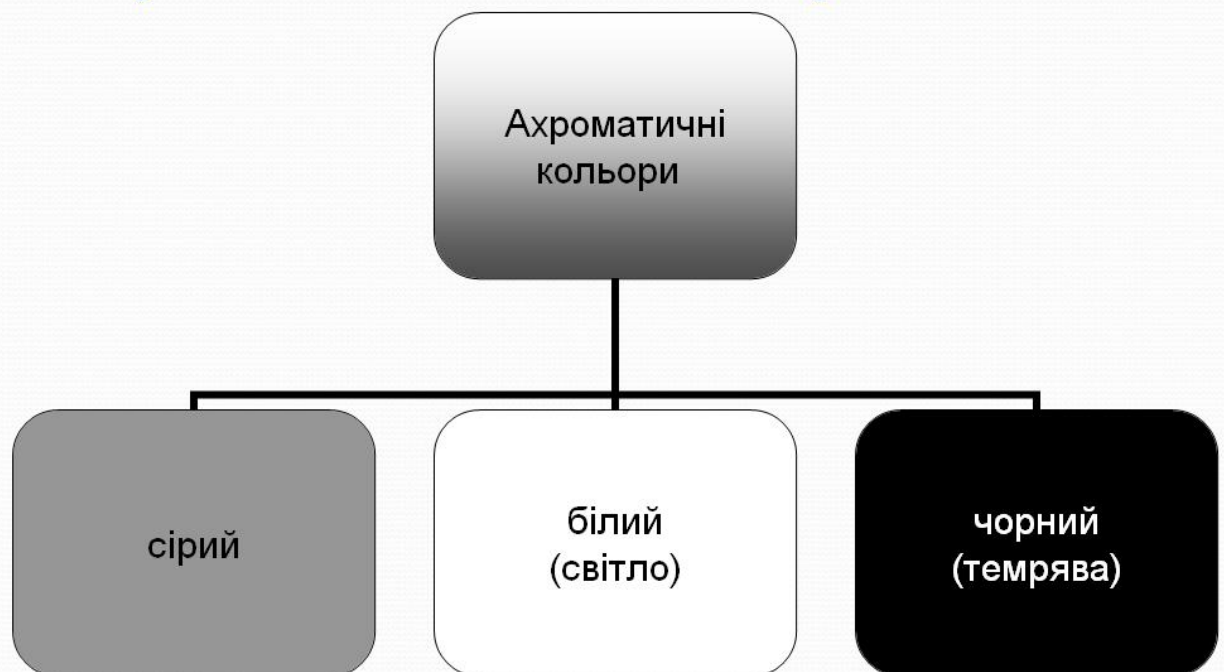 Ахроматичні
кольори
сірий
білий
(світло)
чорний
(темрява)